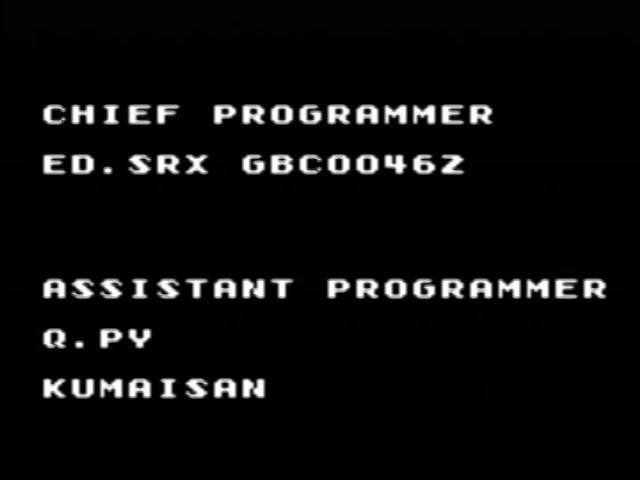 CHIEF PROGRAMMER
ED.SRX GBC00462
ASSISTANT PROGRAMMER
Q.PY
KUMAISAN